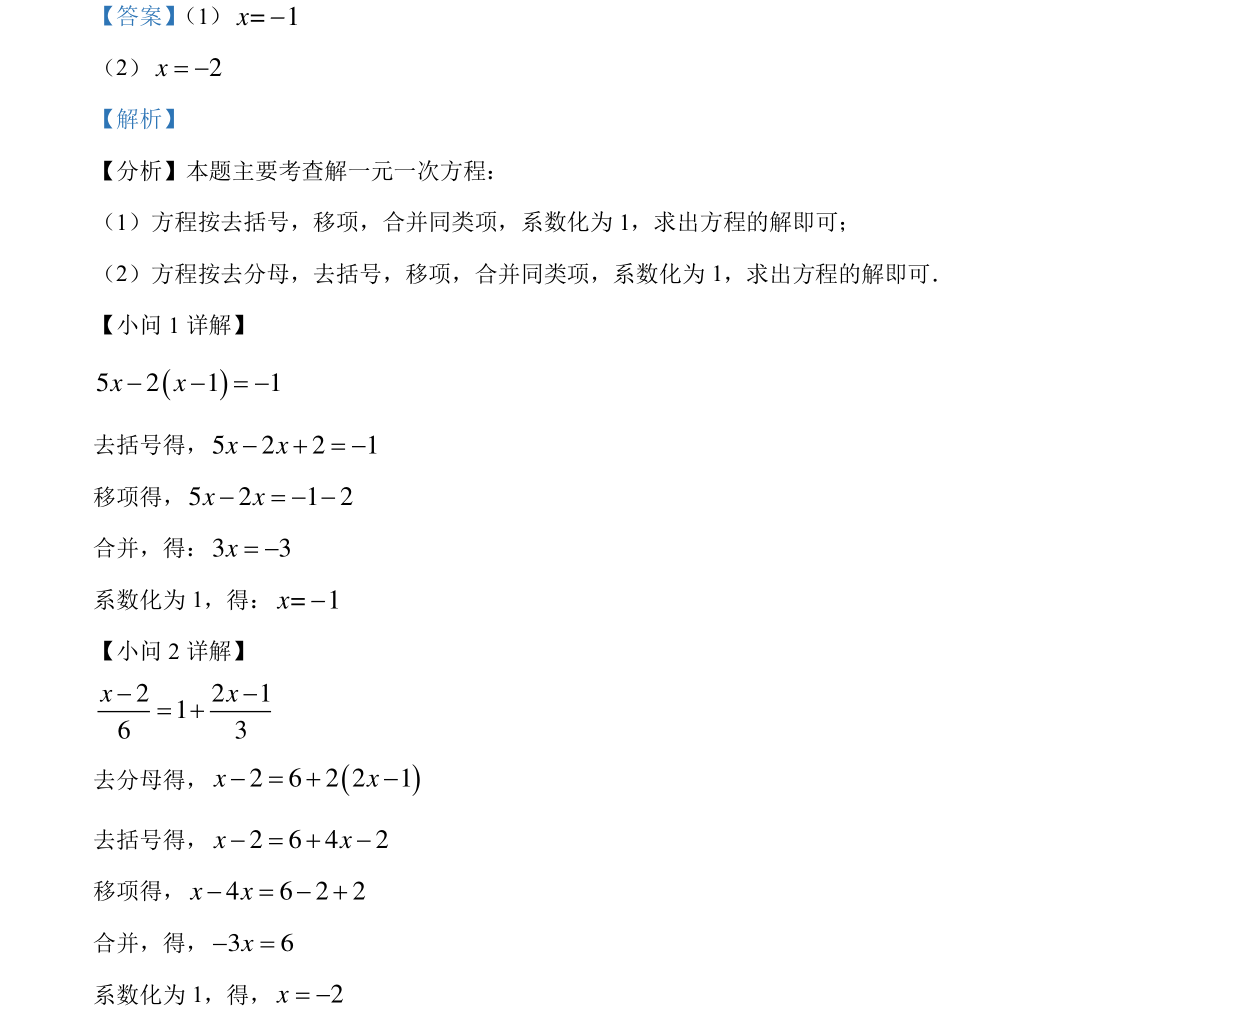 【答案】（1）x=−1
（2）x=−2
【解析】
【分析】本题主要考查解一元一次方程：
（1）方程按去括号，移项，合并同类项，系数化为 1，求出方程的解即可；
（2）方程按去分母，去括号，移项，合并同类项，系数化为 1，求出方程的解即可．
【小问 1 详解】
5x−2(x−1)=−1
去括号得，5x−2x+2=−1
移项得，5x−2x=−1−2
合并，得：3x=−3
系数化为 1，得：x=−1
【小问 2 详解】
\frac{x−2}{6}=1+\frac{2x−1}{3}
去分母得，x−2=6+2(2x−1)
去括号得，x−2=6+4x−2
移项得，x−4x=6−2+2
合并，得，−3x=6
系数化为 1，得，x=−2